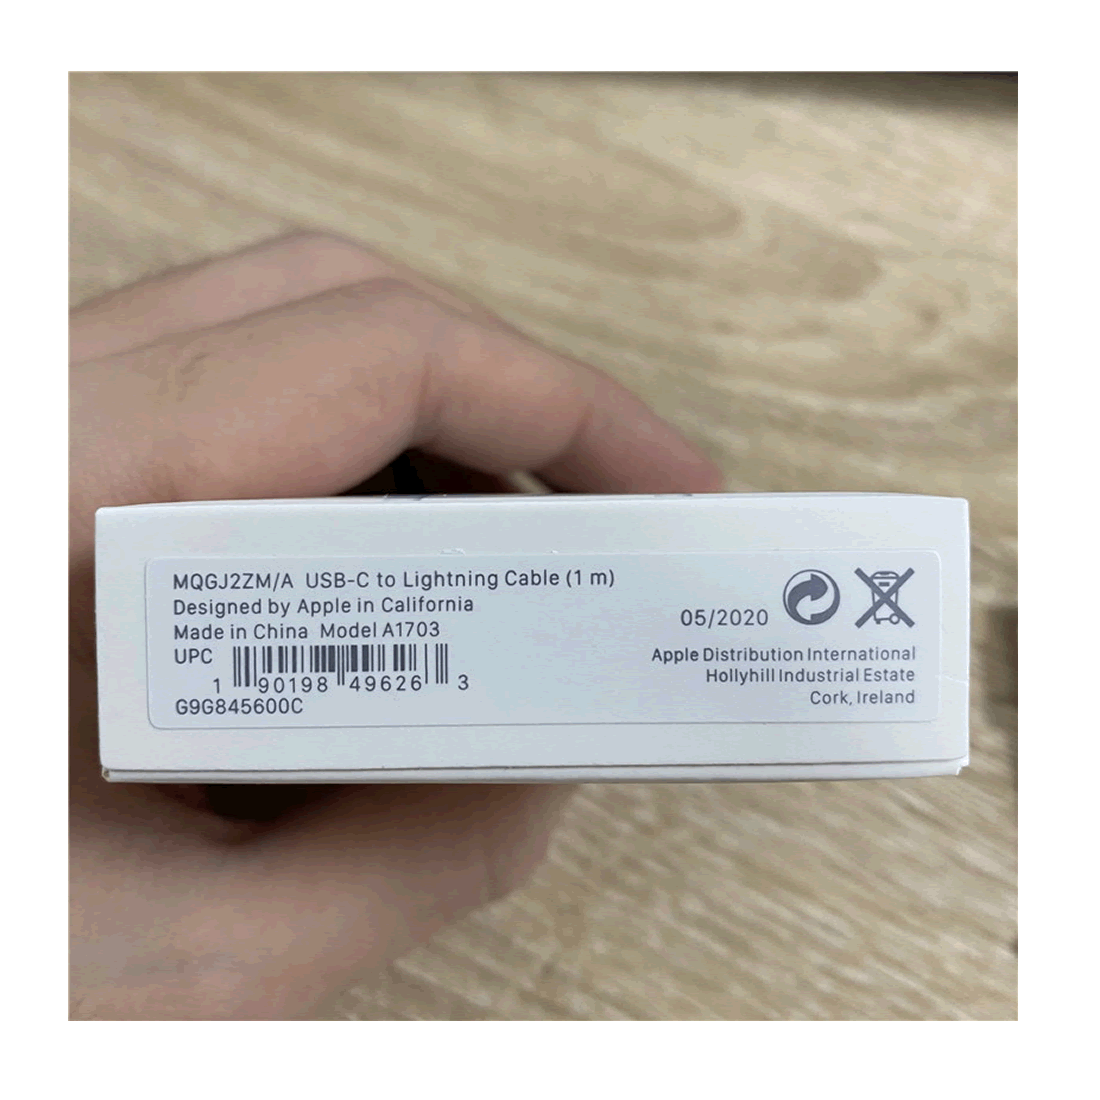 MQGJ2ZM/A USB-C to Lightning Cable (1 m)
Designed by Apple in California
Made in China Model A1703
UPC
1 90198 49626 3
G9G845600C
05/2020
Apple Distribution International
Hollyhill Industrial Estate
Cork, Ireland